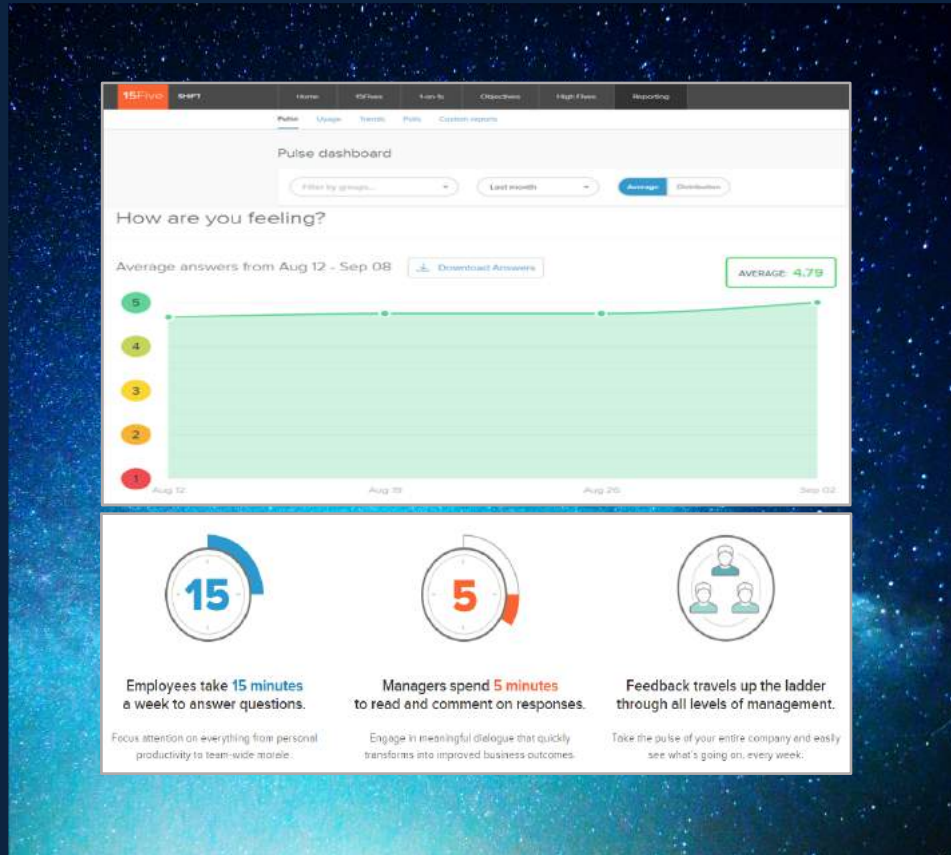 15Five SHIFT Home 15Fives 1-on-1s Objectives High Fives Reporting
Pulse Usage Trends Polls Custom reports
Pulse dashboard
Filter by groups... Last month Average Distribution
How are you feeling?
Average answers from Aug 12 - Sep 08 Download Answers AVERAGE: 4.79
5
4
3
2
1
Aug 12 Aug 19 Aug 26 Sep 02
15 5
Employees take 15 minutes
a week to answer questions.
Focus attention on everything from personal
productivity to team-wide morale.
Managers spend 5 minutes
to read and comment on responses.
Engage in meaningful dialogue that quickly
transforms into improved business outcomes.
Feedback travels up the ladder
through all levels of management.
Take the pulse of your entire company and easily
see what's going on, every week.